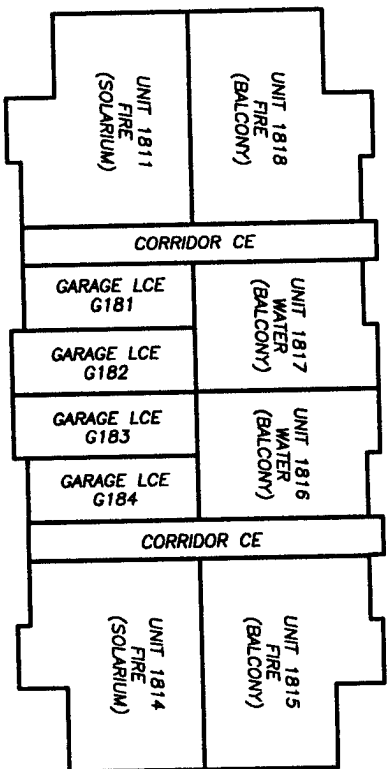 UNIT 1811
FIRE
(SOLARIUM)
UNIT 1818
FIRE
(BALCONY)
CORRIDOR CE
GARAGE LCE
G181
GARAGE LCE
G182
GARAGE LCE
G183
GARAGE LCE
G184
UNIT 1817
WATER
(BALCONY)
UNIT 1816
WATER
(BALCONY)
CORRIDOR CE
UNIT 1814
FIRE
(SOLARIUM)
UNIT 1815
FIRE
(BALCONY)